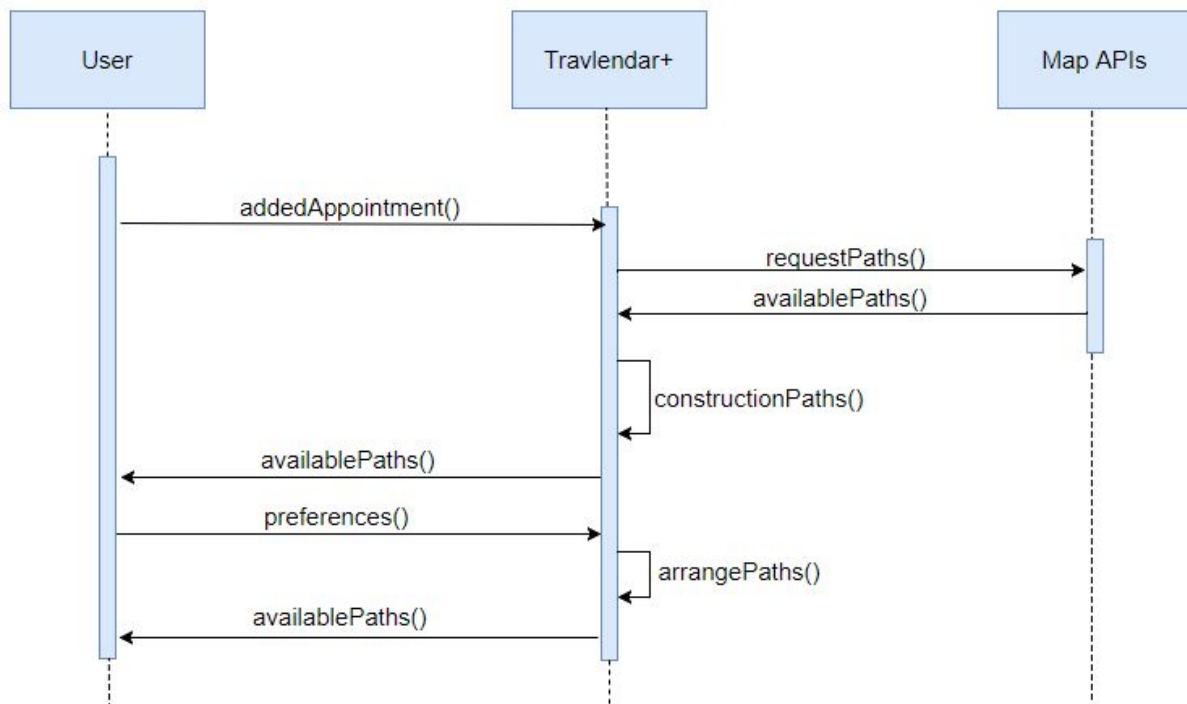 User
Travlendar+
Map APIs
addedAppointment()
requestPaths()
availablePaths()
constructionPaths()
availablePaths()
preferences()
arrangePaths()
availablePaths()